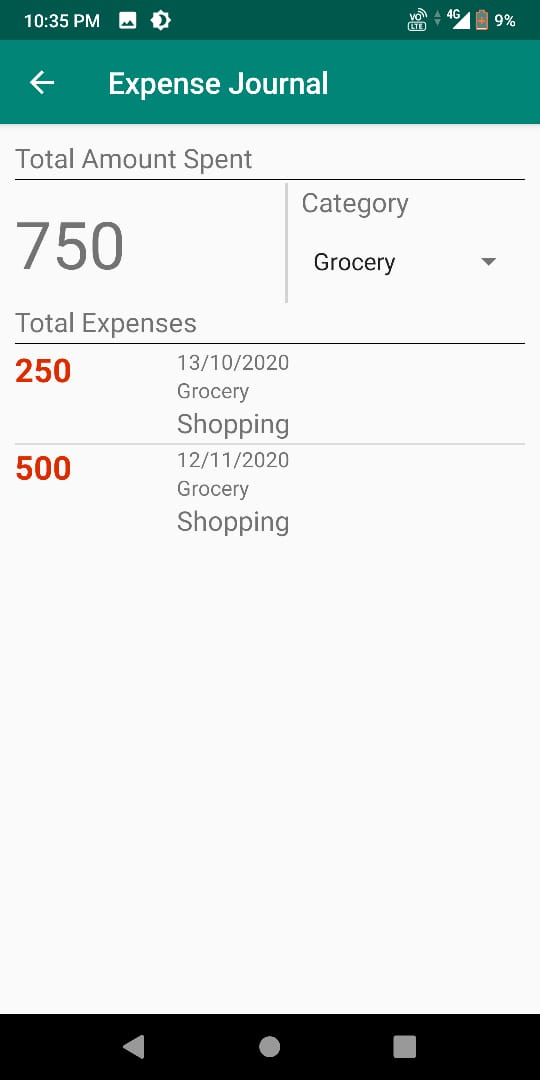 10:35 PM VO LTE 4G 9%
Expense Journal
Total Amount Spent
750
Category
Grocery
Total Expenses
250
13/10/2020
Grocery
Shopping
500
12/11/2020
Grocery
Shopping